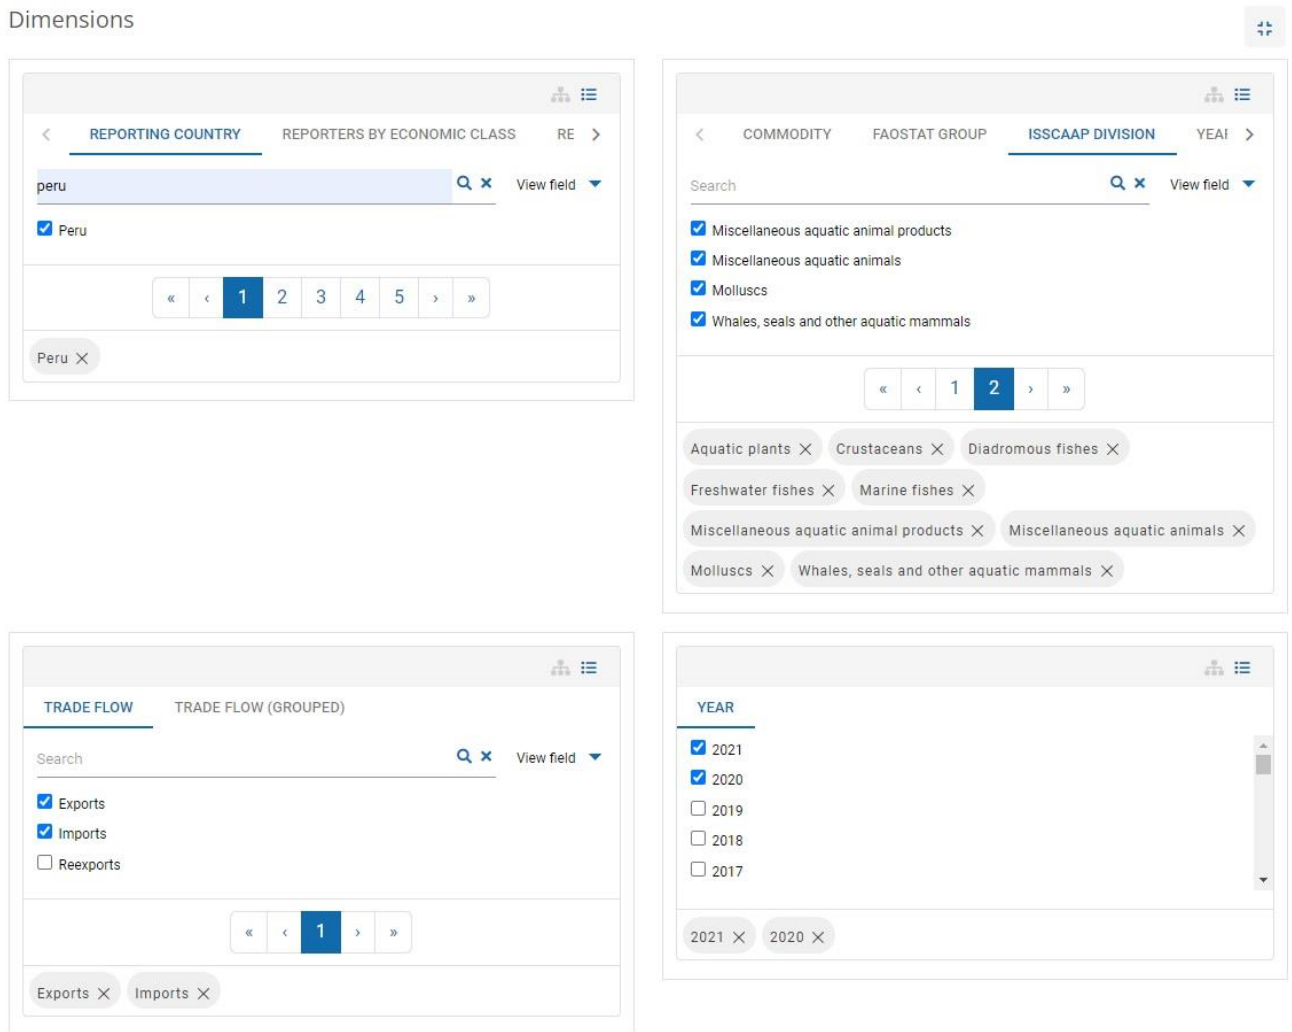 Dimensions
REPORTING COUNTRY REPORTERS BY ECONOMIC CLASS RE
peru View field
Peru
« ‹ 1 2 3 4 5 › »
Peru
COMMODITY FAOSTAT GROUP ISSCAAP DIVISION YEAR
Search View field
Miscellaneous aquatic animal products
Miscellaneous aquatic animals
Molluscs
Whales, seals and other aquatic mammals
« ‹ 1 2 › »
Aquatic plants Crustaceans Diadromous fishes
Freshwater fishes Marine fishes
Miscellaneous aquatic animal products Miscellaneous aquatic animals
Molluscs Whales, seals and other aquatic mammals
TRADE FLOW TRADE FLOW (GROUPED)
Search View field
Exports
Imports
Reexports
« ‹ 1 › »
Exports Imports
YEAR
2021
2020
2019
2018
2017
2021 2020